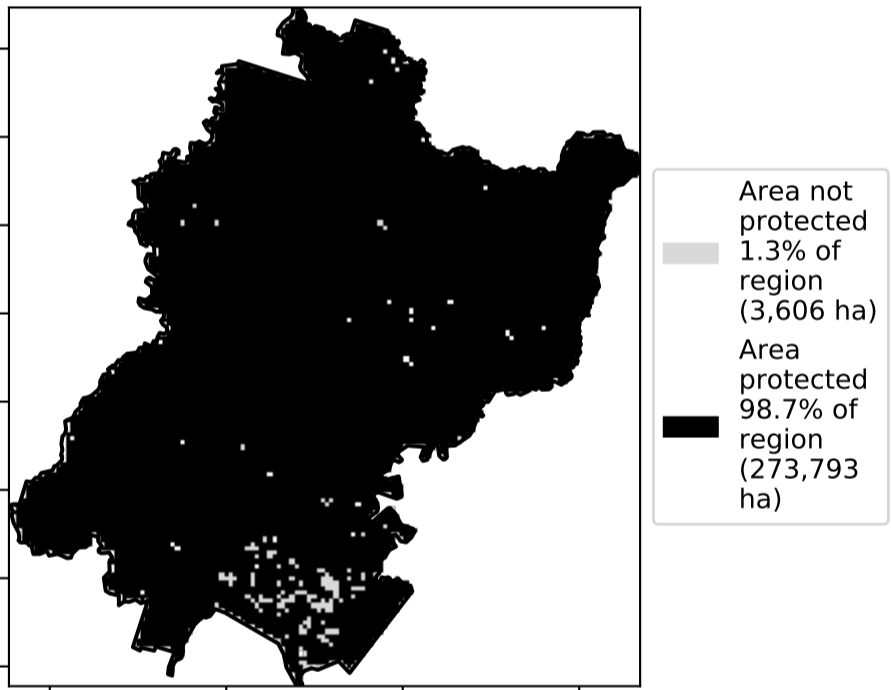 Area not
protected
1.3% of
region
(3,606 ha)
Area
protected
98.7% of
region
(273,793
ha)